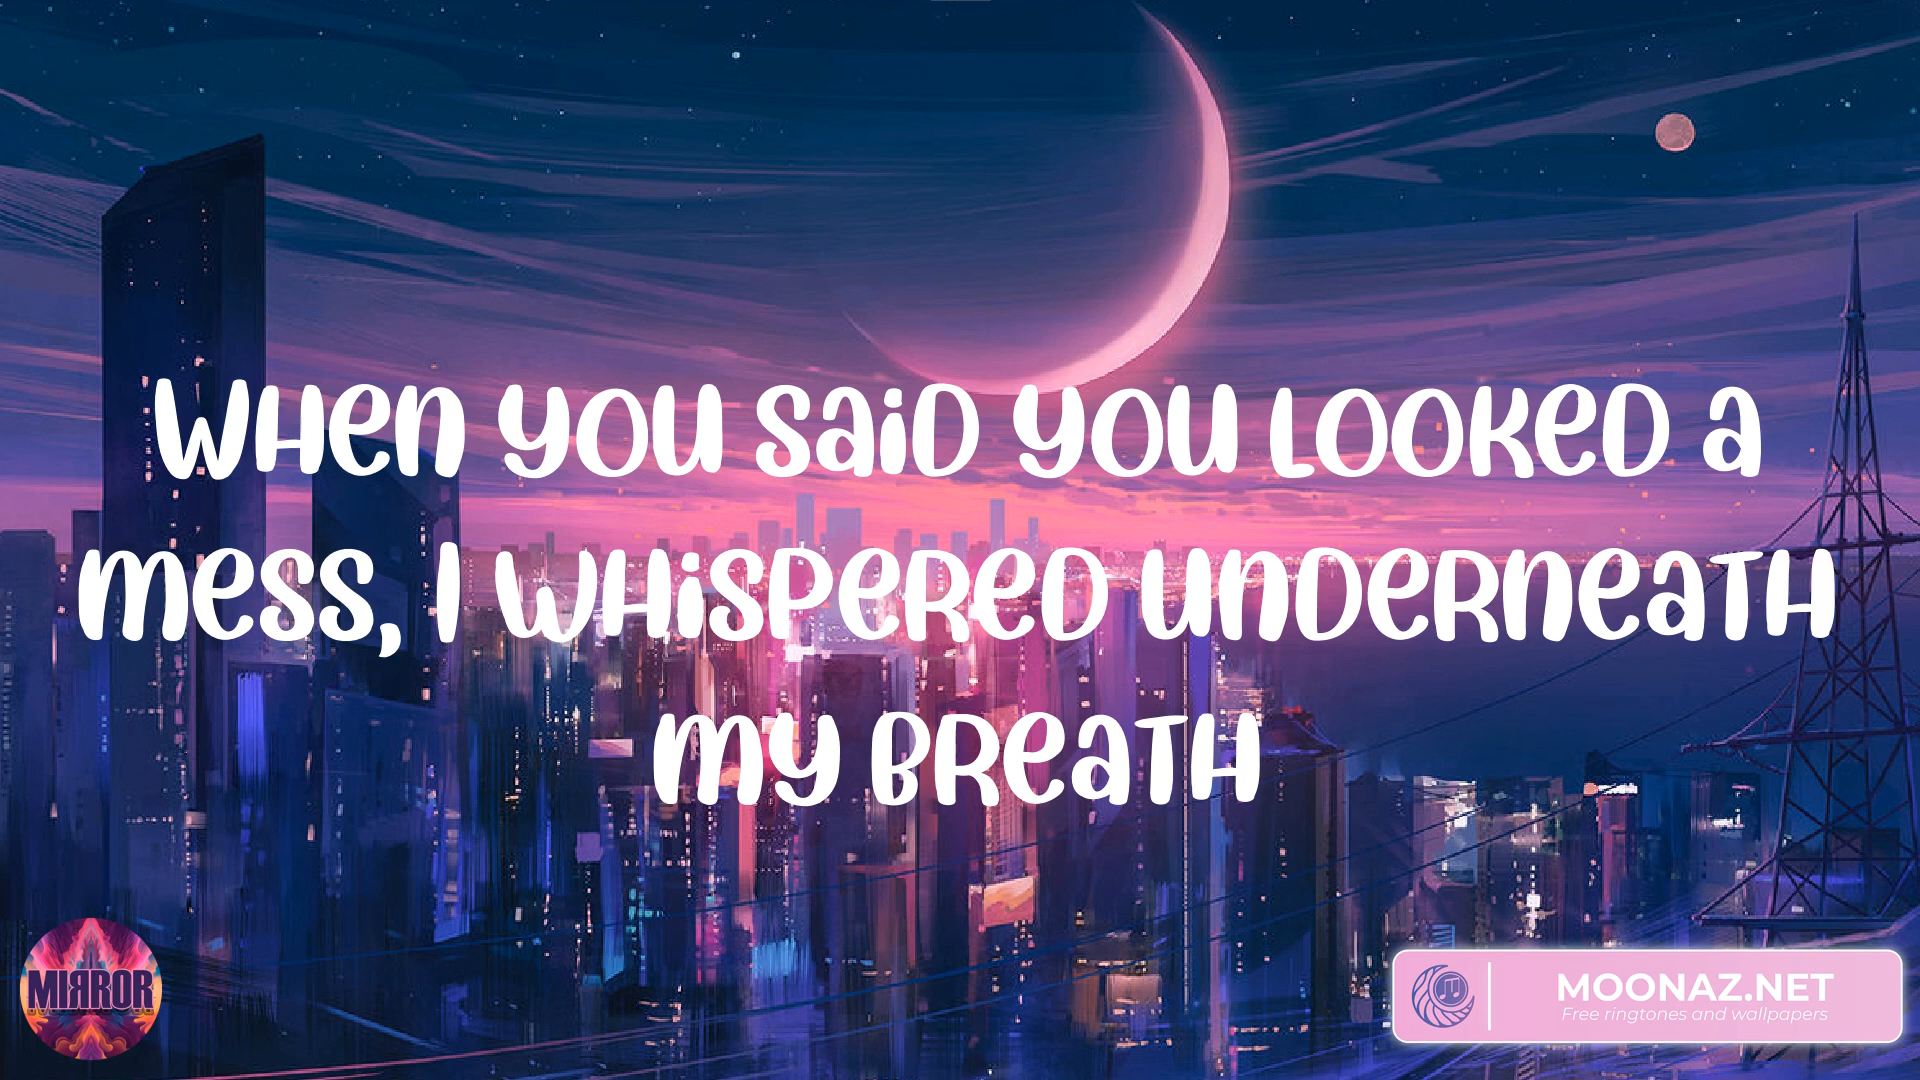 When you said you looked a
mess, I whispered underneath
my breath
MIRROR
MOONAZ.NET
Free ringtones and wallpapers